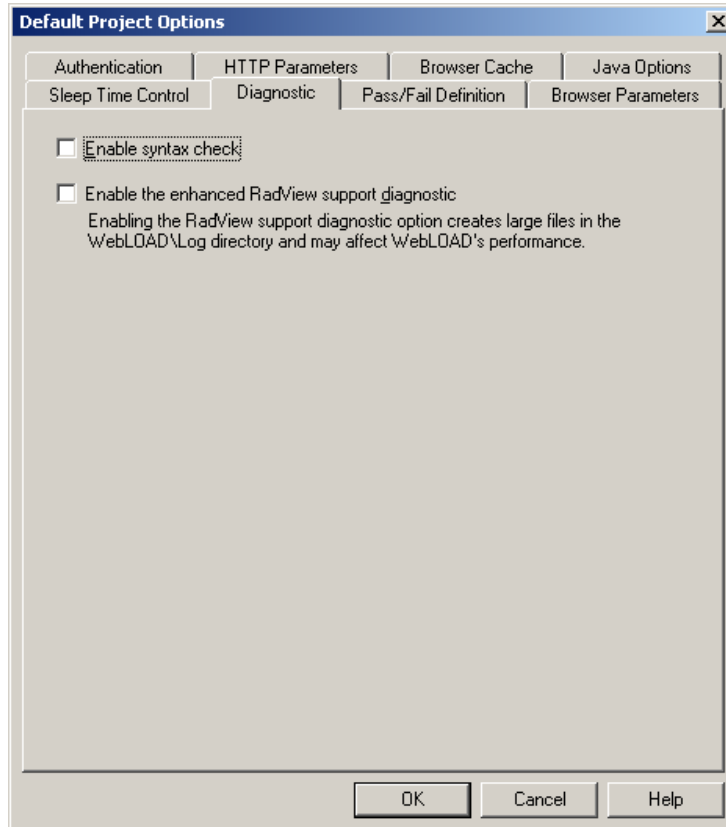 Default Project Options
Authentication HTTP Parameters Browser Cache Java Options
Sleep Time Control Diagnostic Pass/Fail Definition Browser Parameters
Enable syntax check
Enable the enhanced RadView support diagnostic
Enabling the RadView support diagnostic option creates large files in the
WebLOAD\Log directory and may affect WebLOAD's performance.
OK Cancel Help